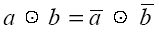 a ⊙ b = a̅ ⊙ b̅